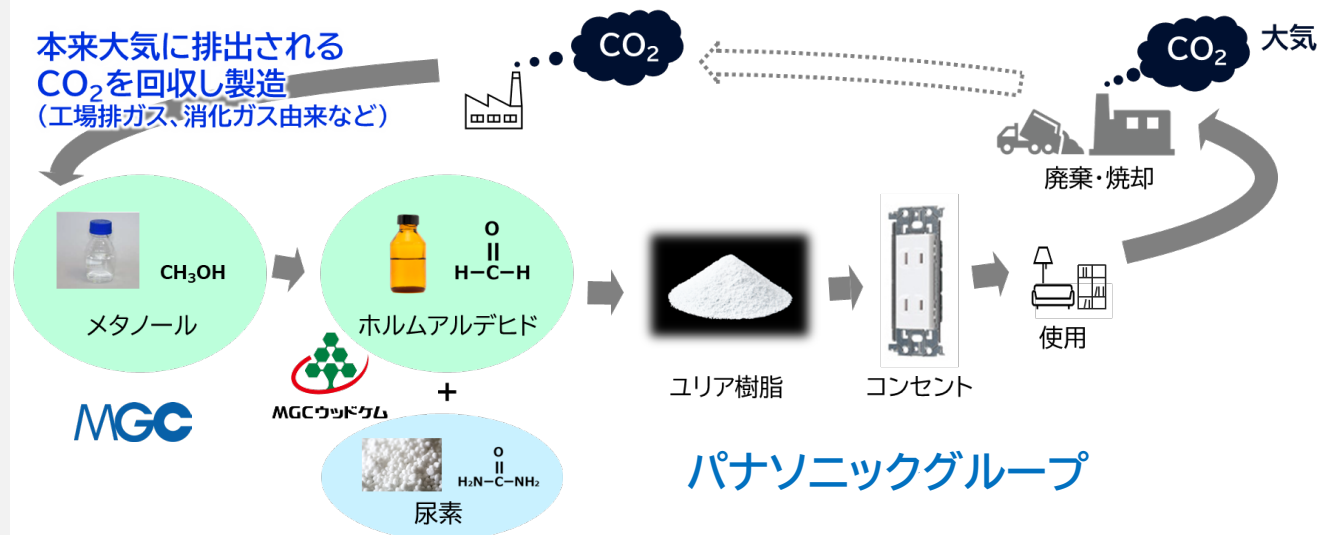 本来大気に排出される
CO₂を回収し製造
（工場排ガス、消化ガス由来など）
CO₂
CO₂
大気
廃棄・焼却
CH₃OH
メタノール
O
H－C－H
ホルムアルデヒド
MGC
MGCウッドケム
+
O
H₂N－C－NH₂
尿素
ユリア樹脂
コンセント
使用
パナソニックグループ